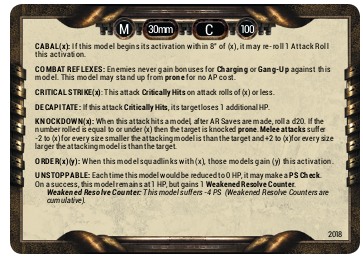 M 30mm C 100
CABAL(x): If this model begins its activation within 8" of (x), it may re-roll 1 Attack Roll
this activation.
COMBAT REFLEXES: Enemies never gain bonuses for Charging or Gang-Up against this
model. This model may stand up from prone for no AP cost.
CRITICAL STRIKE(x): This attack Critically Hits on attack rolls of (x) or less.
DECAPITATE: If this attack Critically Hits, its target loses 1 additional HP.
KNOCKDOWN(x): When this attack hits a model, after AR Saves are made, roll a d20. If the
number rolled is equal to or under (x) then the target is knocked prone. Melee attacks suffer
-2 to (x) for every size smaller the attacking model is than the target and +2 to (x) for every size
larger the attacking model is than the target.
ORDER(x)(y): When this model squad links with (x), those models gain (y) this activation.
UNSTOPPABLE: Each time this model would be reduced to 0 HP, it may make a PS Check.
On a success, this model remains at 1 HP, but gains 1 Weakened Resolve Counter.
Weakened Resolve Counter: This model suffers -4 PS. (Weakened Resolve Counters are
cumulative).
2018